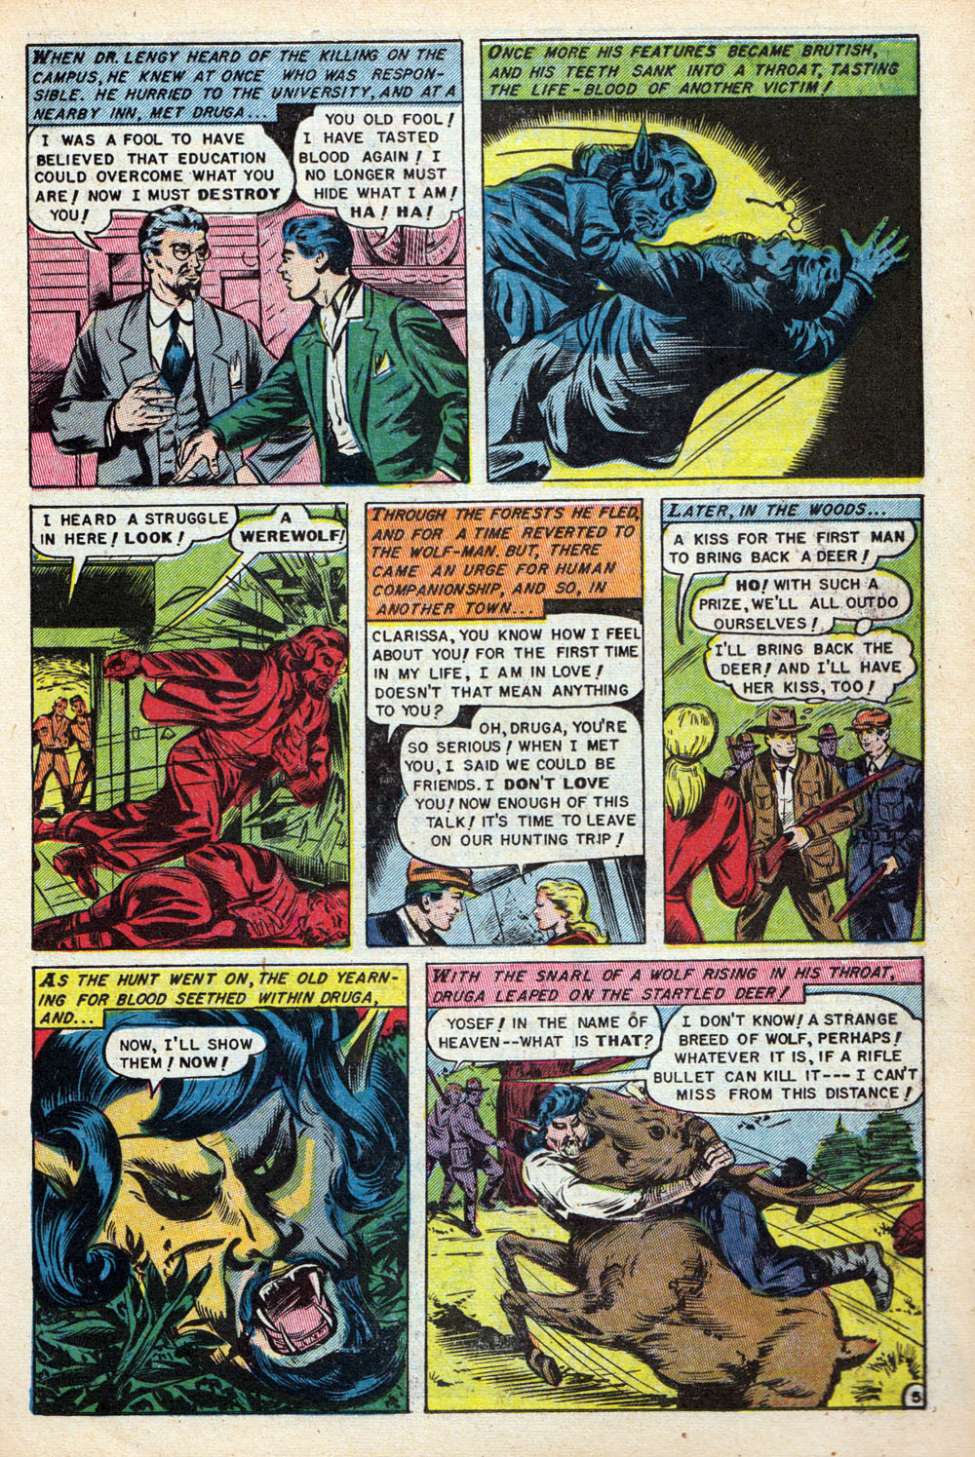 WHEN DR. LENGY HEARD OF THE KILLING ON THE
CAMPUS, HE KNEW AT ONCE WHO WAS RESPON-
SIBLE. HE HURRIED TO THE UNIVERSITY, AND AT A
NEARBY INN, MET DRUGA...
I WAS A FOOL TO HAVE
BELIEVED THAT EDUCATION
COULD OVERCOME WHAT YOU
ARE! NOW I MUST DESTROY
YOU!
YOU OLD FOOL!
I HAVE TASTED
BLOOD AGAIN! I
NO LONGER MUST
HIDE WHAT I AM!
HA! HA!
ONCE MORE HIS FEATURES BECAME BRUTISH,
AND HIS TEETH SANK INTO A THROAT, TASTING
THE LIFE-BLOOD OF ANOTHER VICTIM!
I HEARD A STRUGGLE
IN HERE! LOOK!
A
WEREWOLF!
THROUGH THE FORESTS HE FLED,
AND FOR A TIME REVERTED TO
THE WOLF-MAN. BUT, THERE
CAME AN URGE FOR HUMAN
COMPANIONSHIP, AND SO, IN
ANOTHER TOWN...
CLARISSA, YOU KNOW HOW I FEEL
ABOUT YOU! FOR THE FIRST TIME
IN MY LIFE, I AM IN LOVE!
DOESN'T THAT MEAN ANYTHING
TO YOU?
OH, DRUGA, YOU'RE
SO SERIOUS! WHEN I MET
YOU, I SAID WE COULD BE
FRIENDS. I DON'T LOVE
YOU! NOW ENOUGH OF THIS
TALK! IT'S TIME TO LEAVE
ON OUR HUNTING TRIP!
LATER, IN THE WOODS...
A KISS FOR THE FIRST MAN
TO BRING BACK A DEER!
HO! WITH SUCH A
PRIZE, WE'LL ALL OUTDO
OURSELVES!
I'LL BRING BACK THE
DEER! AND I'LL HAVE
HER KISS, TOO!
AS THE HUNT WENT ON, THE OLD YEARN-
ING FOR BLOOD SEETHED WITHIN DRUGA,
AND...
NOW, I'LL SHOW
THEM! NOW!
WITH THE SNARL OF A WOLF RISING IN HIS THROAT,
DRUGA LEAPED ON THE STARTLED DEER!
YOSEF! IN THE NAME OF
HEAVEN--WHAT IS THAT?
I DON'T KNOW! A STRANGE
BREED OF WOLF, PERHAPS!
WHATEVER IT IS, IF A RIFLE
BULLET CAN KILL IT--- I CAN'T
MISS FROM THIS DISTANCE!
5